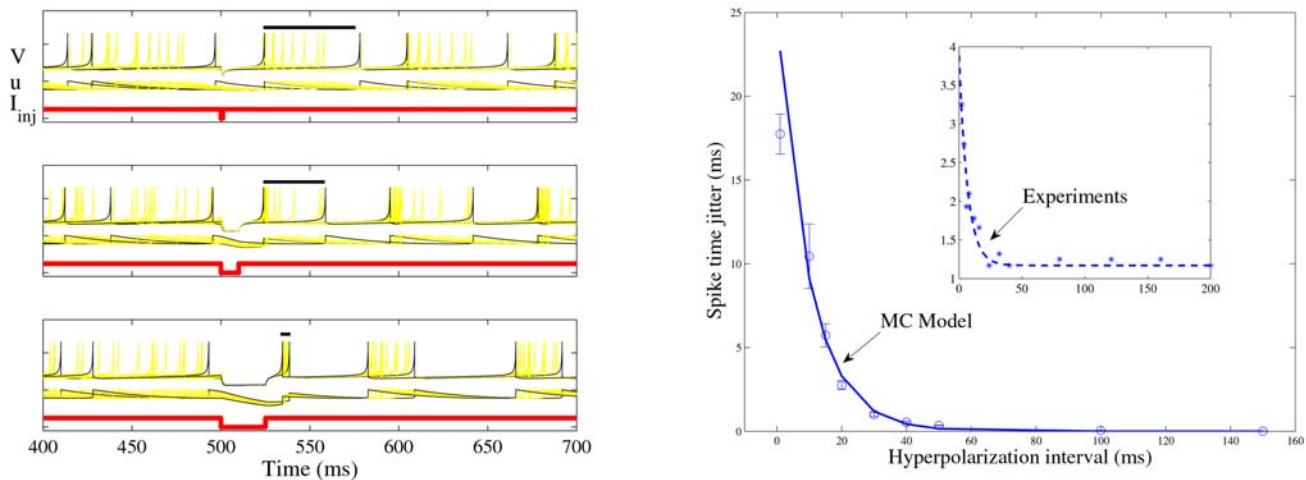 V
u
I_inj
400 450 500 550 600 650 700
Time (ms)
Spike time jitter (ms)
25
20
15
10
5
0
0 20 40 60 80 100 120 140 160
Hyperpolarization interval (ms)
MC Model
4
3.5
3
2.5
2
1.5
1
0 50 100 150 200
Experiments